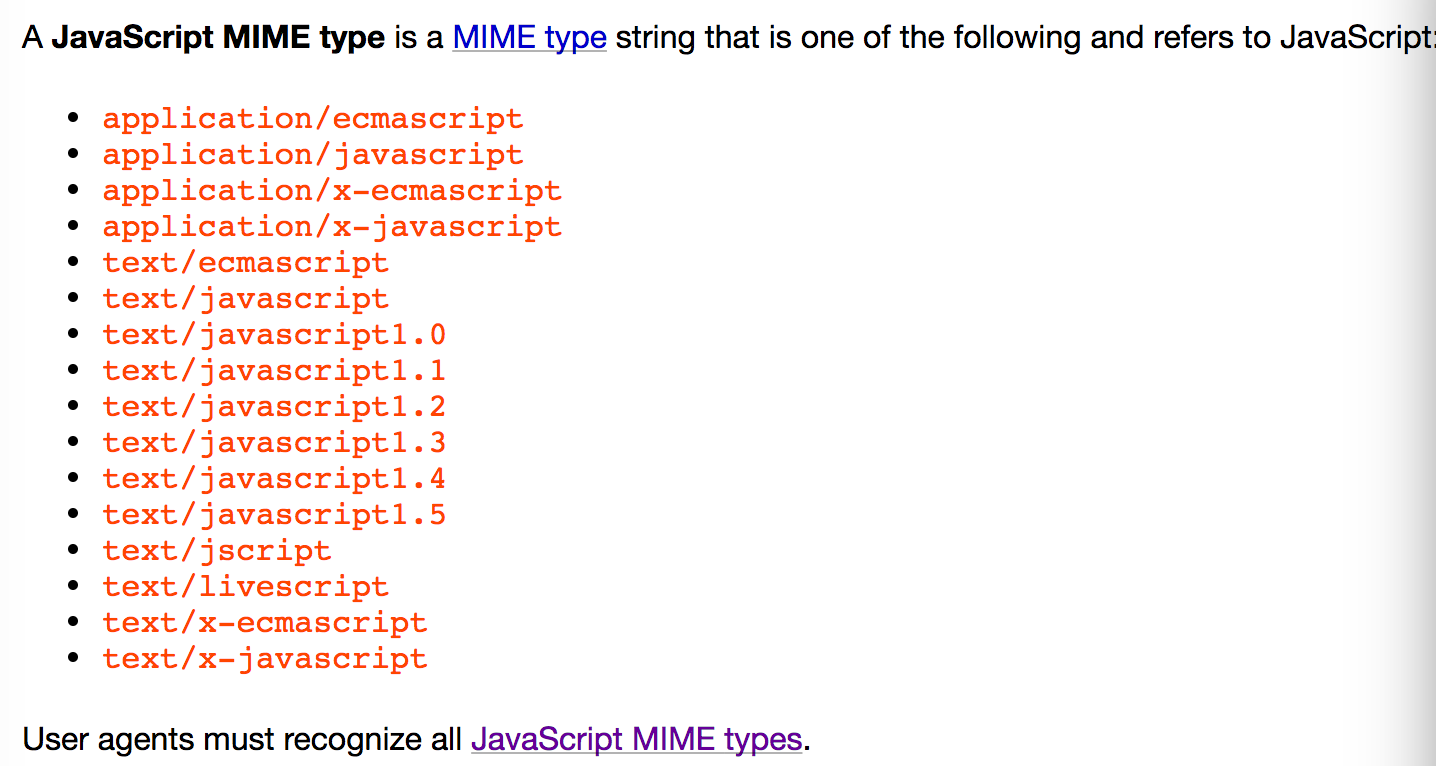 A JavaScript MIME type is a MIME type string that is one of the following and refers to JavaScript:
• application/ecmascript
• application/javascript
• application/x-ecmascript
• application/x-javascript
• text/ecmascript
• text/javascript
• text/javascript1.0
• text/javascript1.1
• text/javascript1.2
• text/javascript1.3
• text/javascript1.4
• text/javascript1.5
• text/jscript
• text/livescript
• text/x-ecmascript
• text/x-javascript
User agents must recognize all JavaScript MIME types.